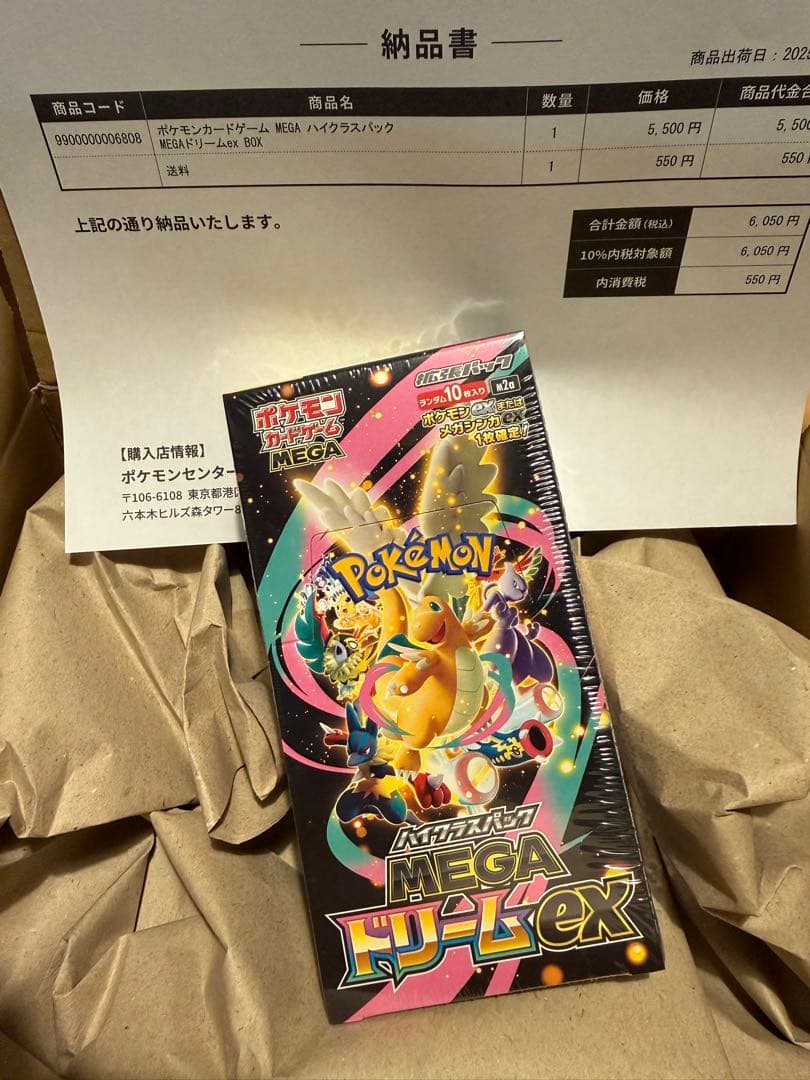 納品書
商品出荷日：202
商品コード 商品名 数量 価格 商品代金合
9900000006808 ポケモンカードゲーム MEGA ハイクラスパック 1 5,500円 5,50
MEGAドリームex BOX
送料 1 550円 550
上記の通り納品いたします。
合計金額(税込) 6,050円
10%内税対象額 6,050円
内消費税 550円
【購入店情報】
ポケモンセンター
〒106-6108 東京都港区
六本木ヒルズ森タワー8
拡張パック
ランダム10枚入り M2a
ポケモンexまたは
メガシンカex
1枚確定!
ポケモン
カードゲーム
MEGA
POKéMON
ハイクラスパック
MEGA
ドリームex